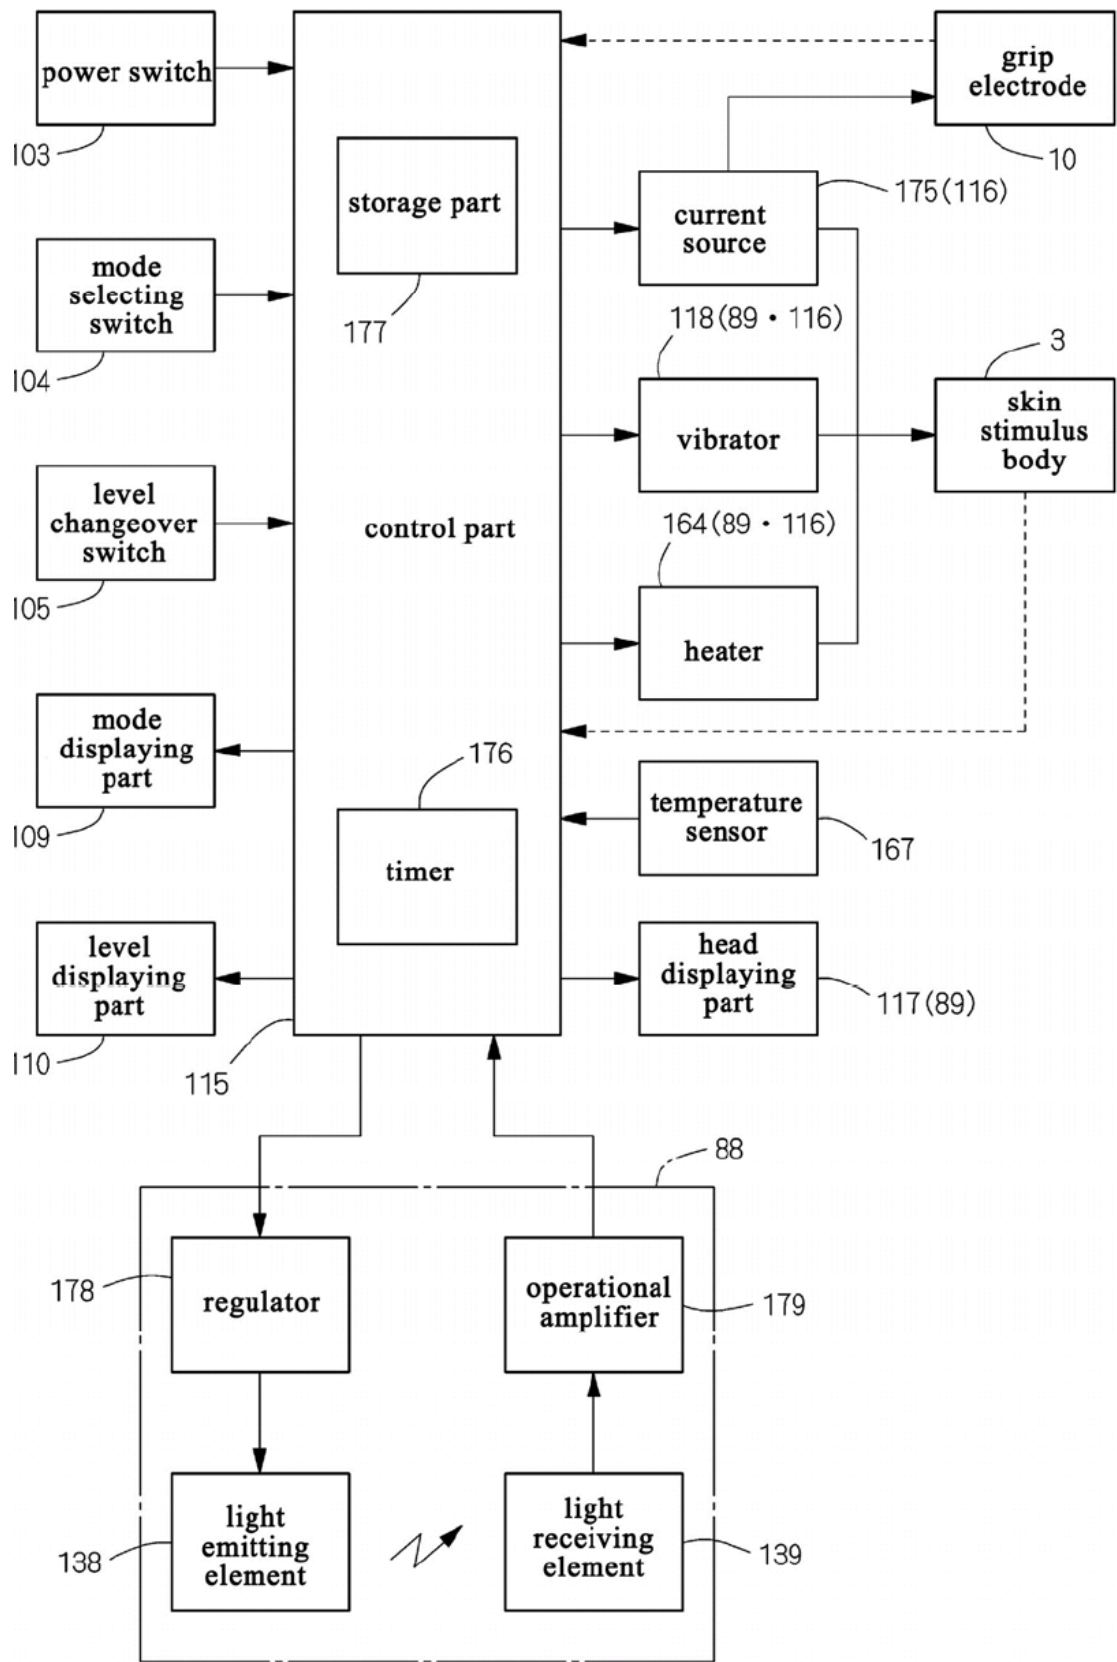 power switch
103
mode
selecting
switch
104
level
changeover
switch
105
mode
displaying
part
109
level
displaying
part
110
storage part
177
control part
176
timer
115
grip
electrode
10
current
source
175(116)
118(89・116)
vibrator
3
skin
stimulus
body
164(89・116)
heater
temperature
sensor
167
head
displaying
part
117(89)
88
178
regulator
operational
amplifier
179
138
light
emitting
element
light
receiving
element
139